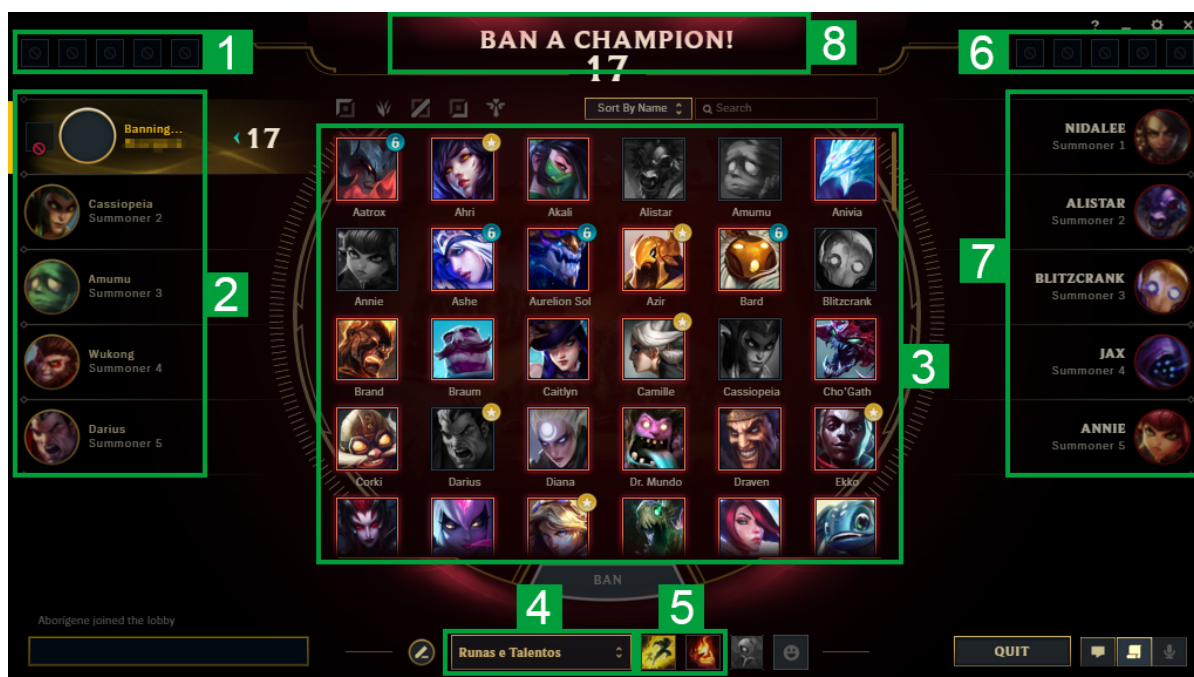 ?
1
BAN A CHAMPION!
8
6
17
Sort By Name
Search
Banning...
17
Cassiopeia
Summoner 2
Amumu
Summoner 3
2
Wukong
Summoner 4
Darius
Summoner 5
6
Aatrox
Ahri
Akali
Alistar
Amumu
Anivia
6
6
6
Annie
Ashe
Aurelion Sol
Azir
Bard
Blitzcrank
Brand
Braum
Caitlyn
Camille
Cassiopeia
Cho'Gath
3
Corki
Darius
Diana
Dr. Mundo
Draven
Ekko
NIDALEE
Summoner 1
ALISTAR
Summoner 2
7
BLITZCRANK
Summoner 3
JAX
Summoner 4
ANNIE
Summoner 5
BAN
4
5
Aborigene joined the lobby
Runas e Talentos
QUIT